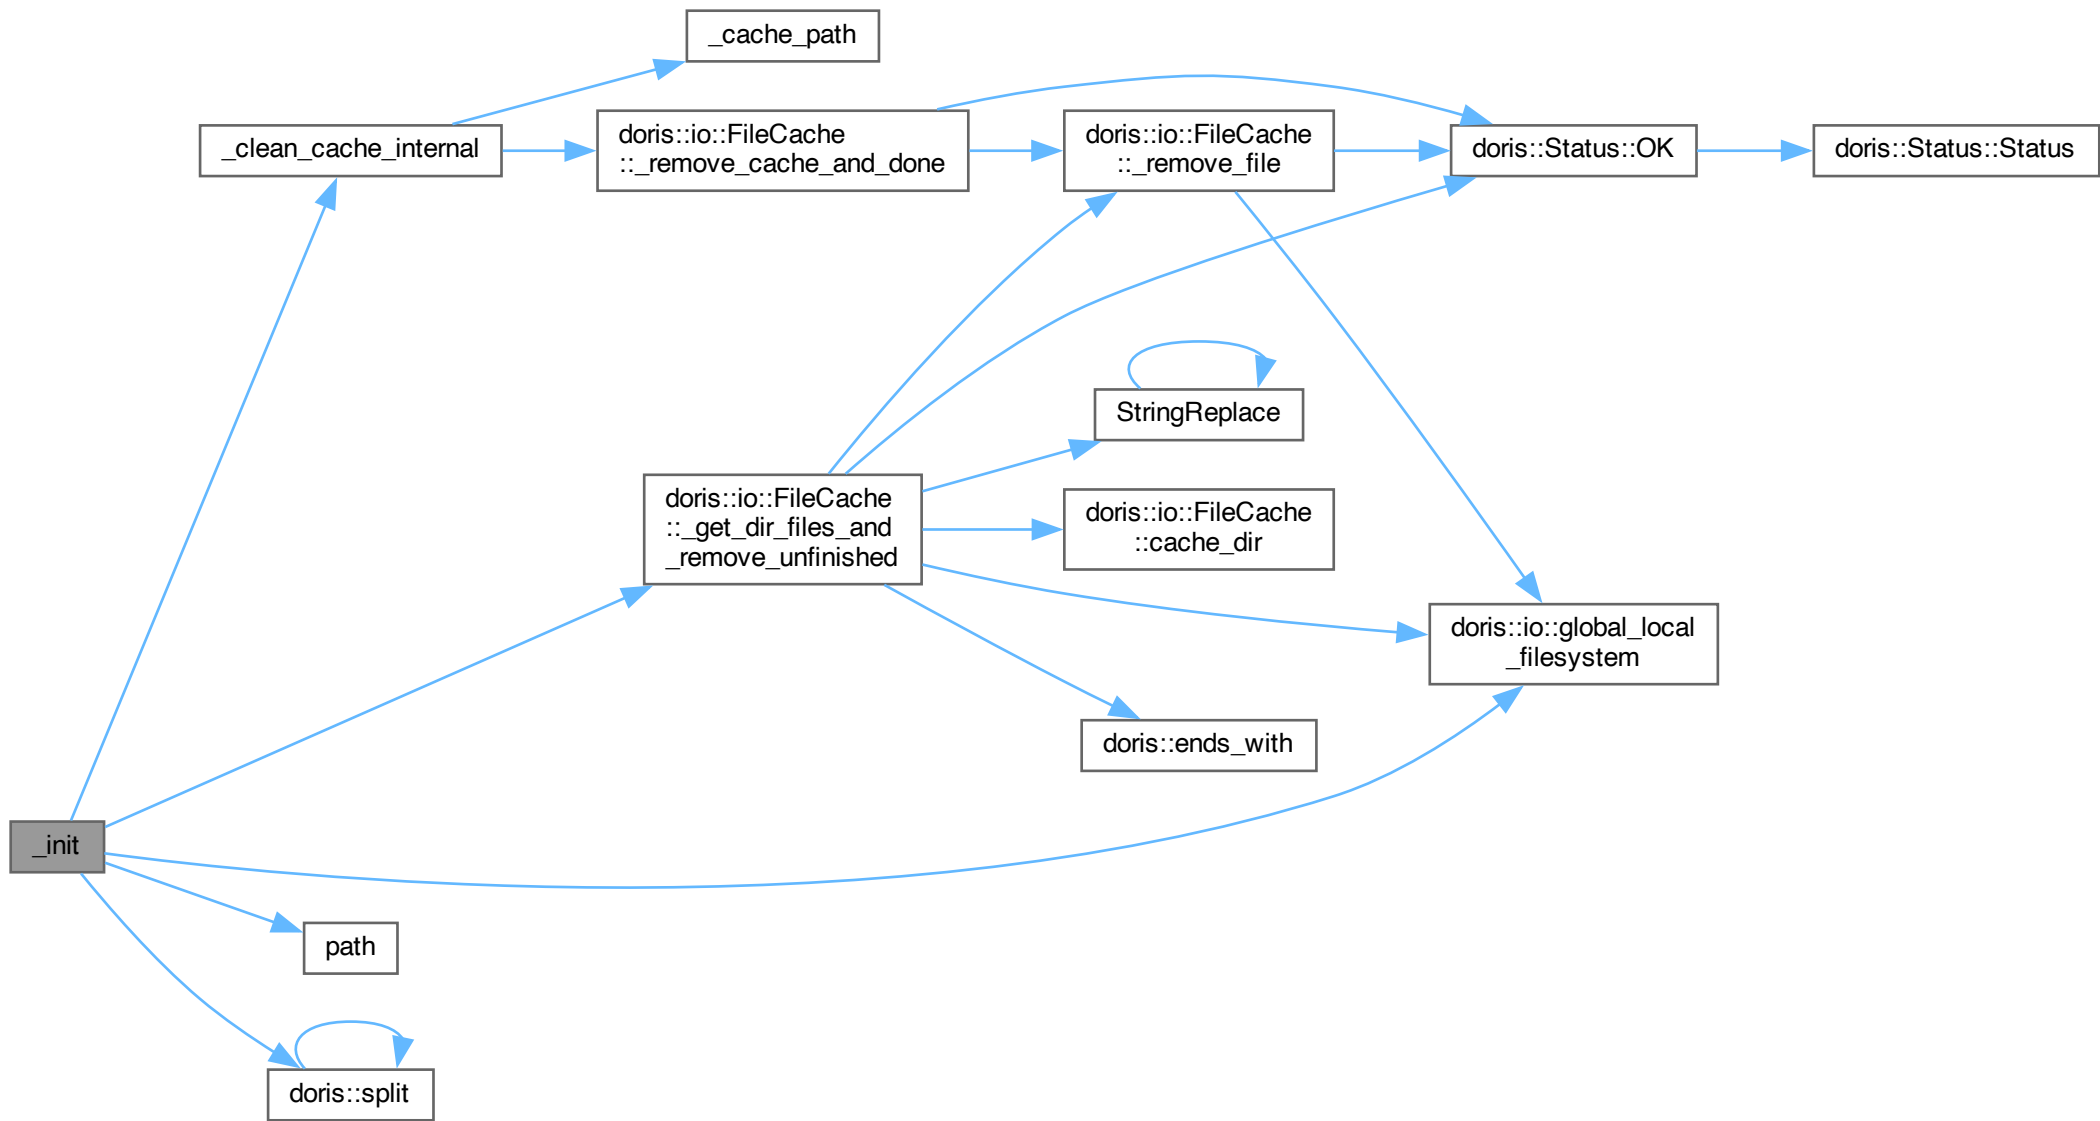 _cache_path
_clean_cache_internal
doris::io::FileCache
::_remove_cache_and_done
doris::io::FileCache
::_remove_file
doris::Status::OK
doris::Status::Status
StringReplace
doris::io::FileCache
::_get_dir_files_and
_remove_unfinished
doris::io::FileCache
::cache_dir
doris::io::global_local
_filesystem
doris::ends_with
_init
path
doris::split